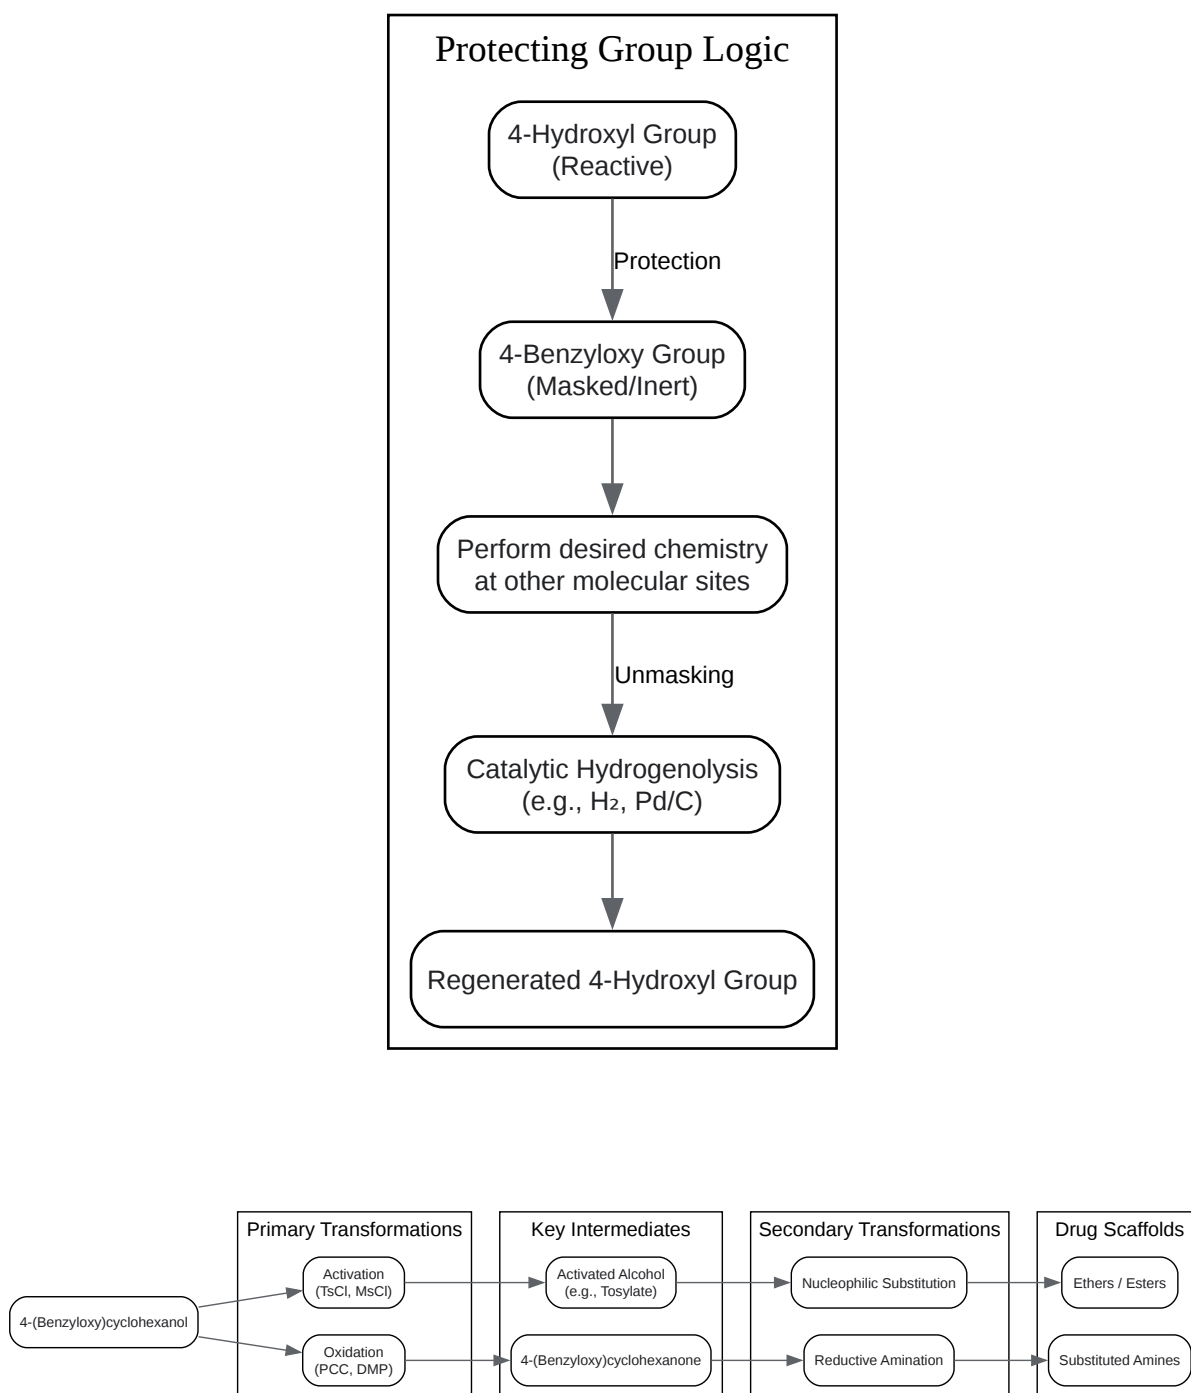 Protecting Group Logic
4-Hydroxyl Group
(Reactive)
Protection
4-Benzyloxy Group
(Masked/Inert)
Perform desired chemistry
at other molecular sites
Unmasking
Catalytic Hydrogenolysis
(e.g., H₂, Pd/C)
Regenerated 4-Hydroxyl Group
4-(Benzyloxy)cyclohexanol
Primary Transformations
Activation
(TsCl, MsCl)
Oxidation
(PCC, DMP)
Key Intermediates
Activated Alcohol
(e.g., Tosylate)
4-(Benzyloxy)cyclohexanone
Secondary Transformations
Nucleophilic Substitution
Reductive Amination
Drug Scaffolds
Ethers / Esters
Substituted Amines